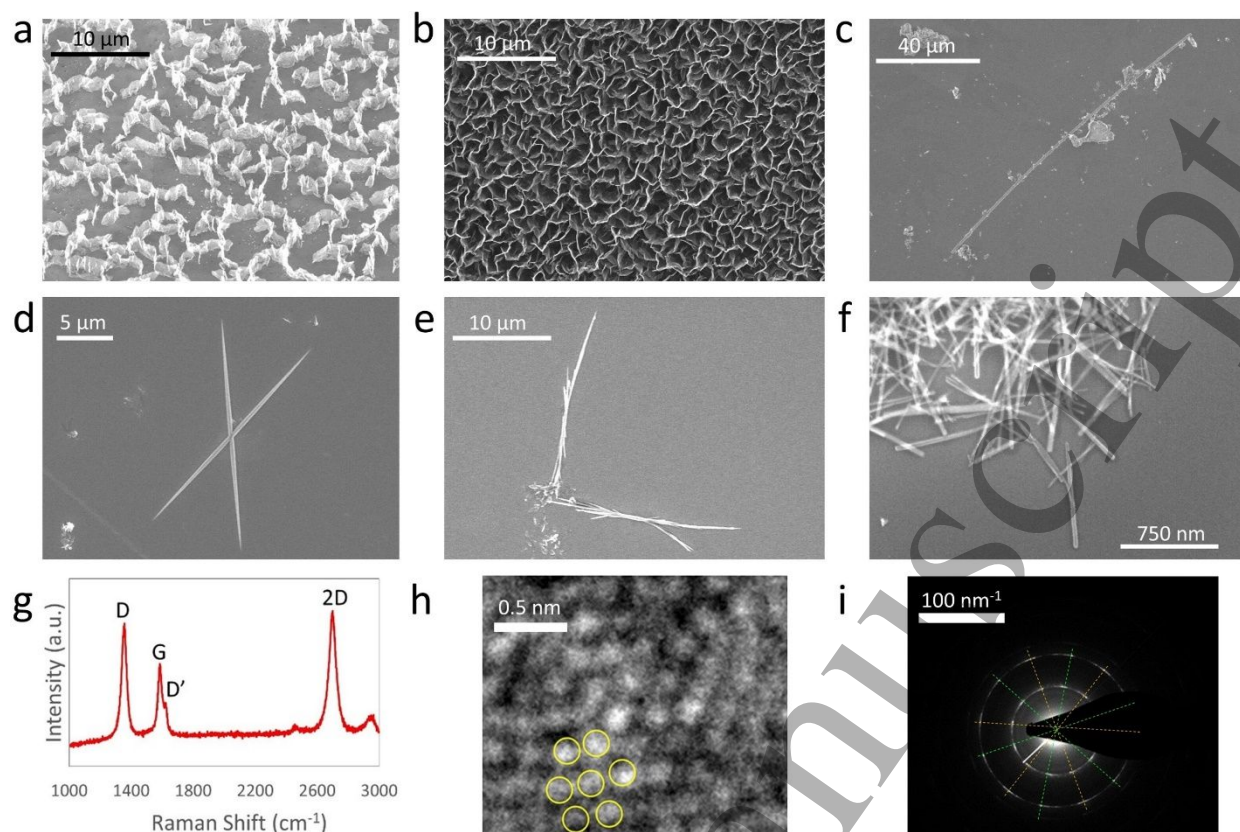 a
10 µm
b
10 µm
c
40 µm
d
5 µm
e
10 µm
f
750 nm
g
D
G
D'
2D
Intensity (a.u.)
1000 1400 1800 2200 2600 3000
Raman Shift (cm⁻¹)
h
0.5 nm
i
100 nm⁻¹